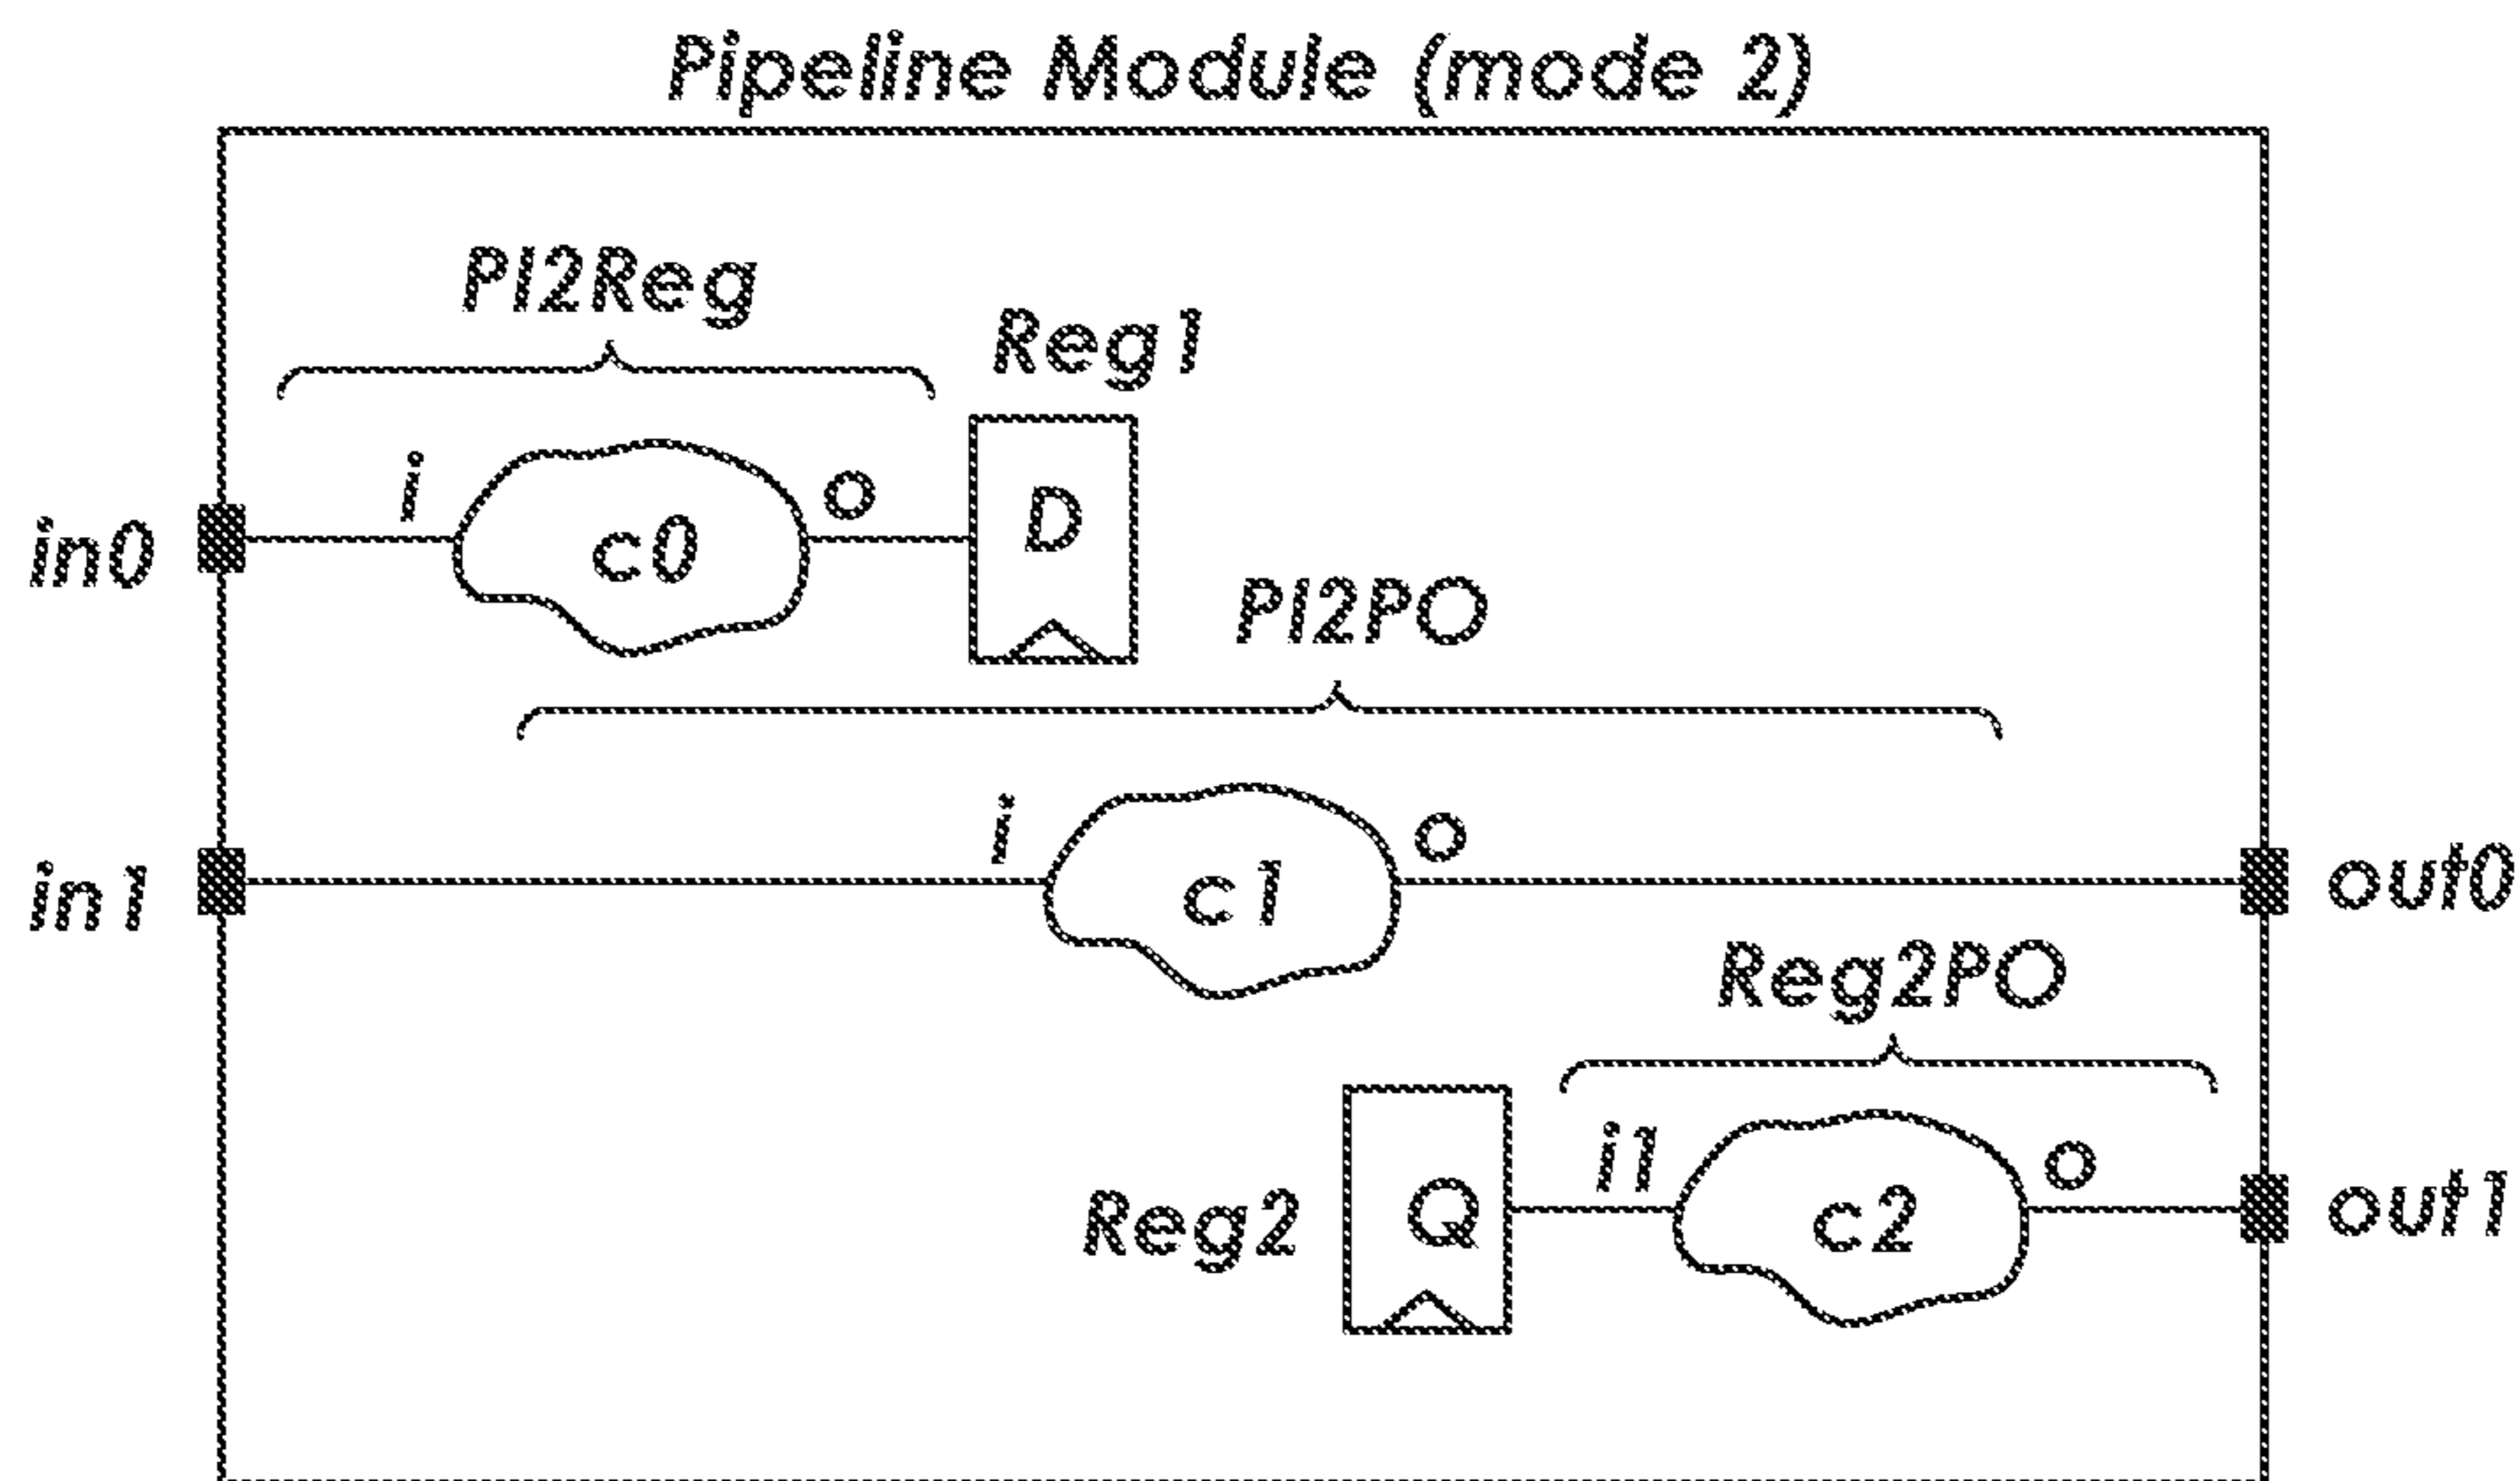 Pipeline Module (mode 2)
PI2Reg
Reg1
i
o
in0
c0
D
PI2PO
i
o
in1
c1
out0
Reg2PO
i1
o
Reg2
Q
c2
out1